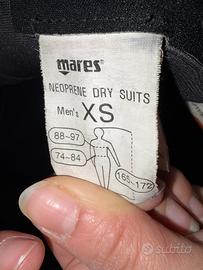 mares
NEOPRENE DRY SUITS
Men's XS
88-97
74-84
165-172
subito